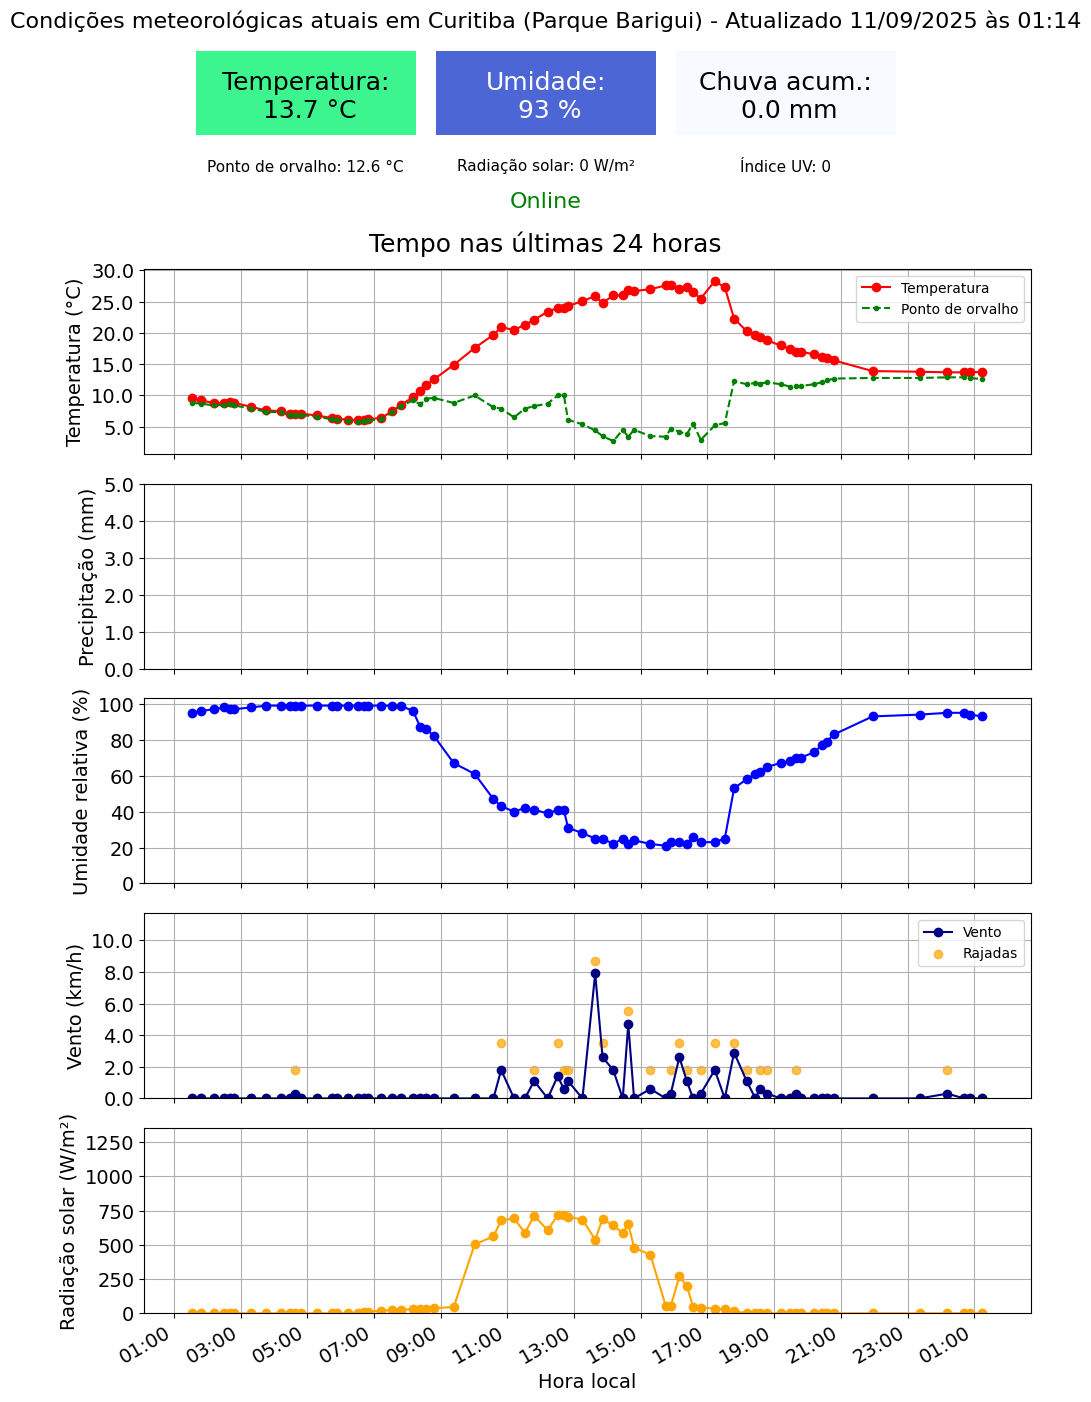 Condições meteorológicas atuais em Curitiba (Parque Barigui) - Atualizado 11/09/2025 às 01:14
Temperatura:
13.7 °C
Umidade:
93 %
Chuva acum.:
0.0 mm
Ponto de orvalho: 12.6 °C
Radiação solar: 0 W/m²
Índice UV: 0
Online
Tempo nas últimas 24 horas
Temperatura (°C)
30.0
25.0
20.0
15.0
10.0
5.0
Temperatura
Ponto de orvalho
Precipitação (mm)
5.0
4.0
3.0
2.0
1.0
0.0
Umidade relativa (%)
100
80
60
40
20
0
Vento (km/h)
10.0
8.0
6.0
4.0
2.0
0.0
Vento
Rajadas
Radiação solar (W/m²)
1250
1000
750
500
250
0
01:00
03:00
05:00
07:00
09:00
11:00
13:00
15:00
17:00
19:00
21:00
23:00
01:00
Hora local